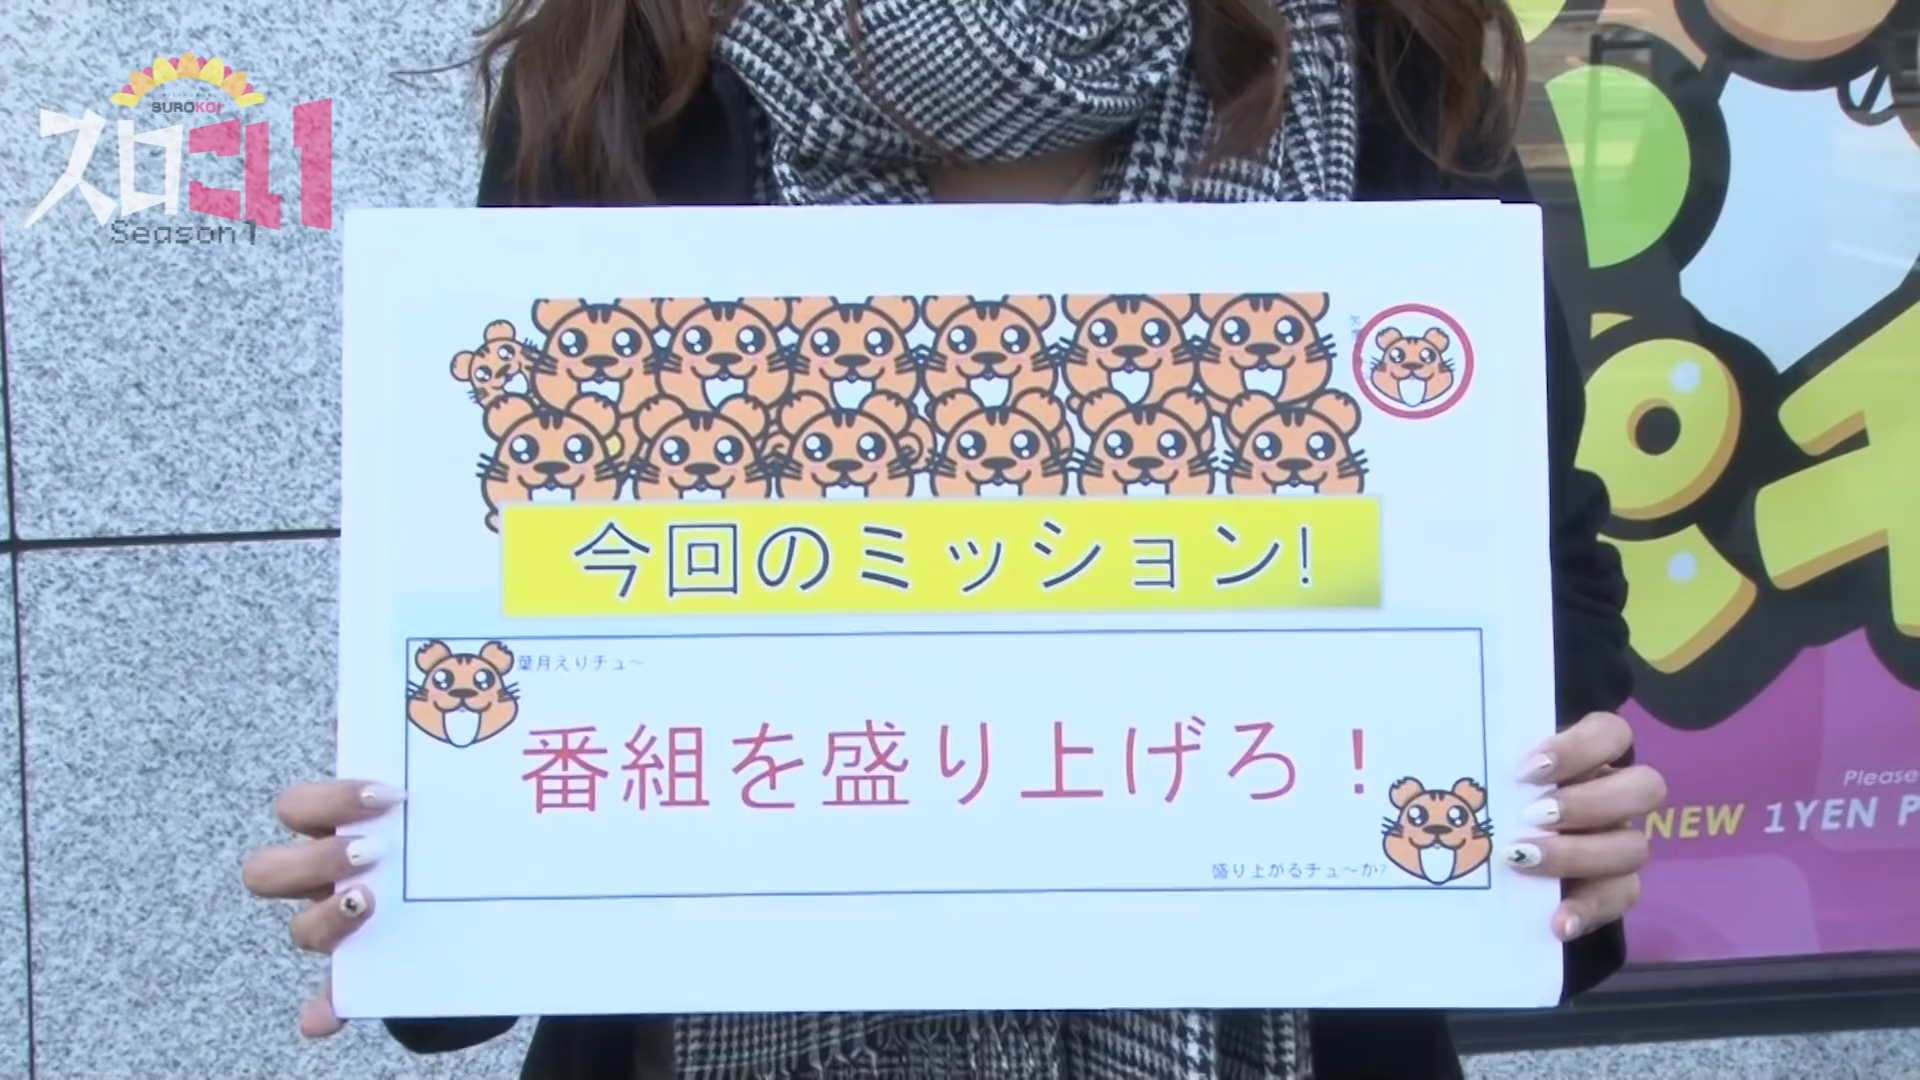 SUROKOI
スロこい1
Season1
今回のミッション!
葉月えりチュ～
番組を盛り上げろ！
盛り上がるチュ～か?
Please
NEW 1YEN P